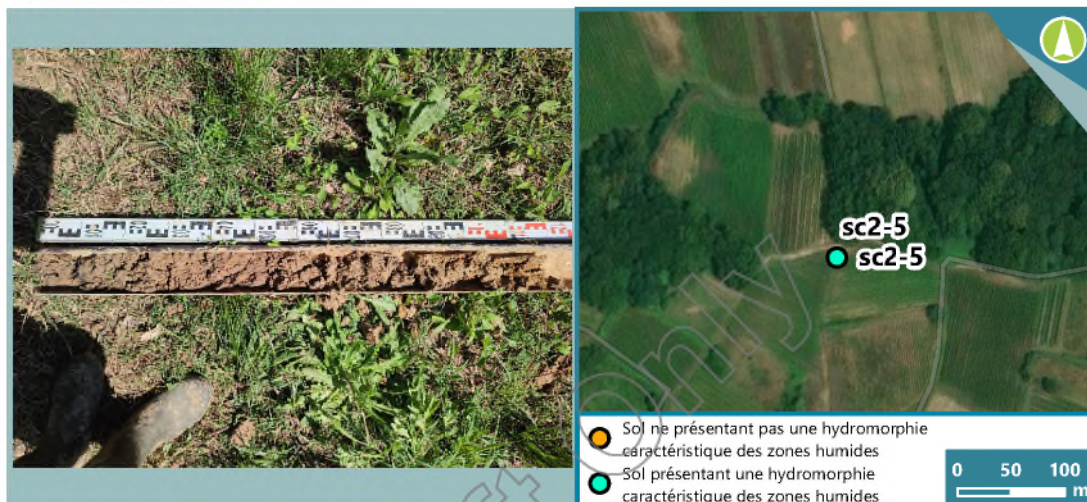 sc2-5
sc2-5
Sol ne présentant pas une hydromorphie
caractéristique des zones humides
Sol présentant une hydromorphie
caractéristique des zones humides
0 50 100
m
Only